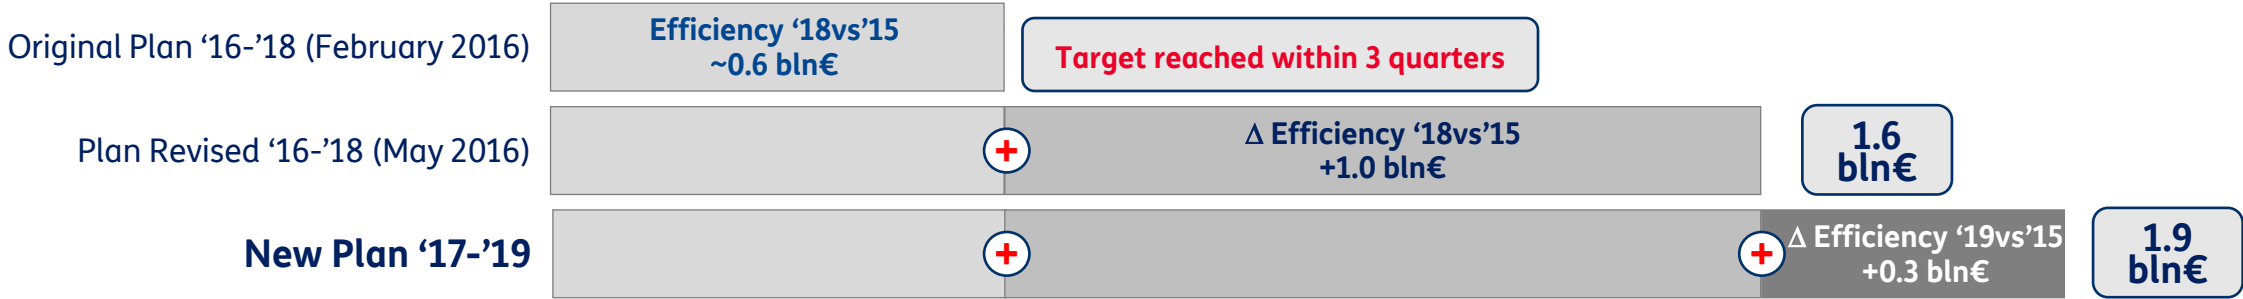 Original Plan ‘16-’18 (February 2016)
Efficiency ‘18vs’15
~0.6 bln€
Target reached within 3 quarters
Plan Revised ‘16-’18 (May 2016)
+
Δ Efficiency ‘18vs’15
+1.0 bln€
1.6
bln€
New Plan ‘17-’19
+
+
Δ Efficiency ‘19vs’15
+0.3 bln€
1.9
bln€